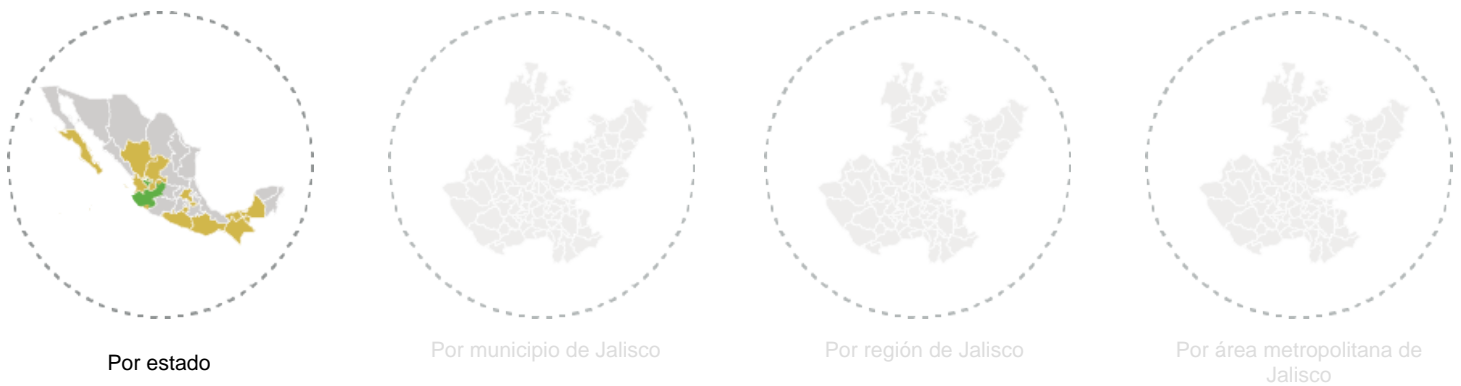 Por estado
Por municipio de Jalisco
Por región de Jalisco
Por área metropolitana de
Jalisco